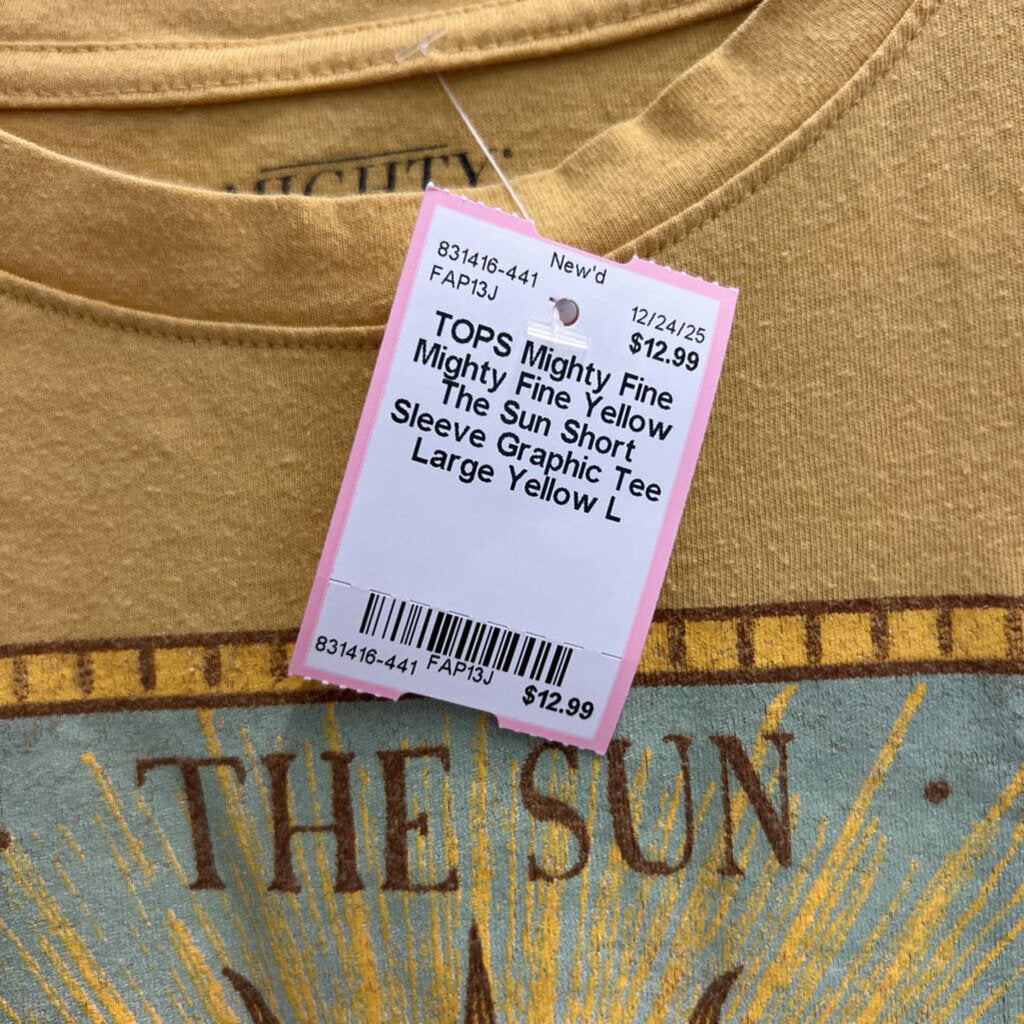 MIGHTY
831416-441 New'd
FAP13J
12/24/25
$12.99
TOPS Mighty Fine
Mighty Fine Yellow
The Sun Short
Sleeve Graphic Tee
Large Yellow L
831416-441 FAP13J
$12.99
THE SUN